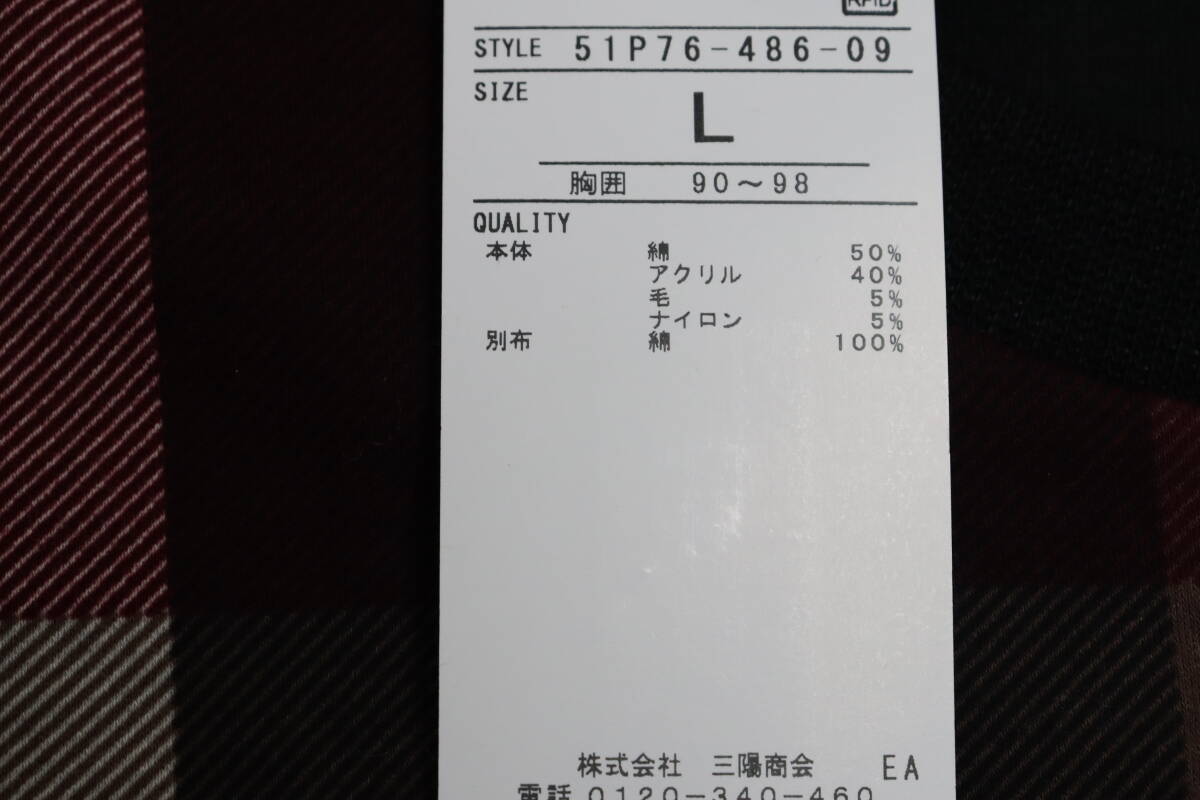 RFID
STYLE 51P76-486-09
SIZE
L
胸囲 90～98
QUALITY
本体 綿 50%
アクリル 40%
毛 5%
ナイロン 5%
別布 綿 100%
株式会社 三陽商会 EA
電話 0120-340-460